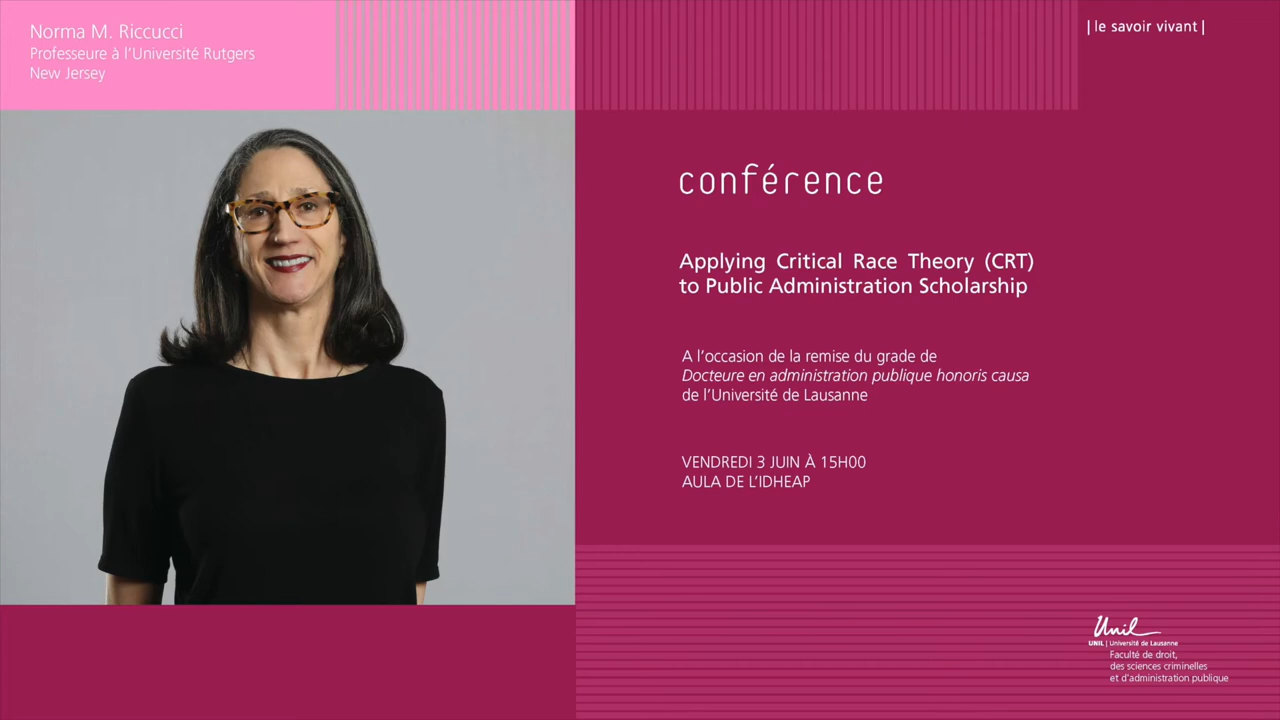 Norma M. Riccucci
Professeure à l'Université Rutgers
New Jersey
|le savoir vivant|
conférence
Applying Critical Race Theory (CRT)
to Public Administration Scholarship
A l'occasion de la remise du grade de
Docteure en administration publique honoris causa
de l'Université de Lausanne
VENDREDI 3 JUIN À 15H00
AULA DE L'IDHEAP
Unil
UNIL | Université de Lausanne
Faculté de droit,
des sciences criminelles
et d'administration publique